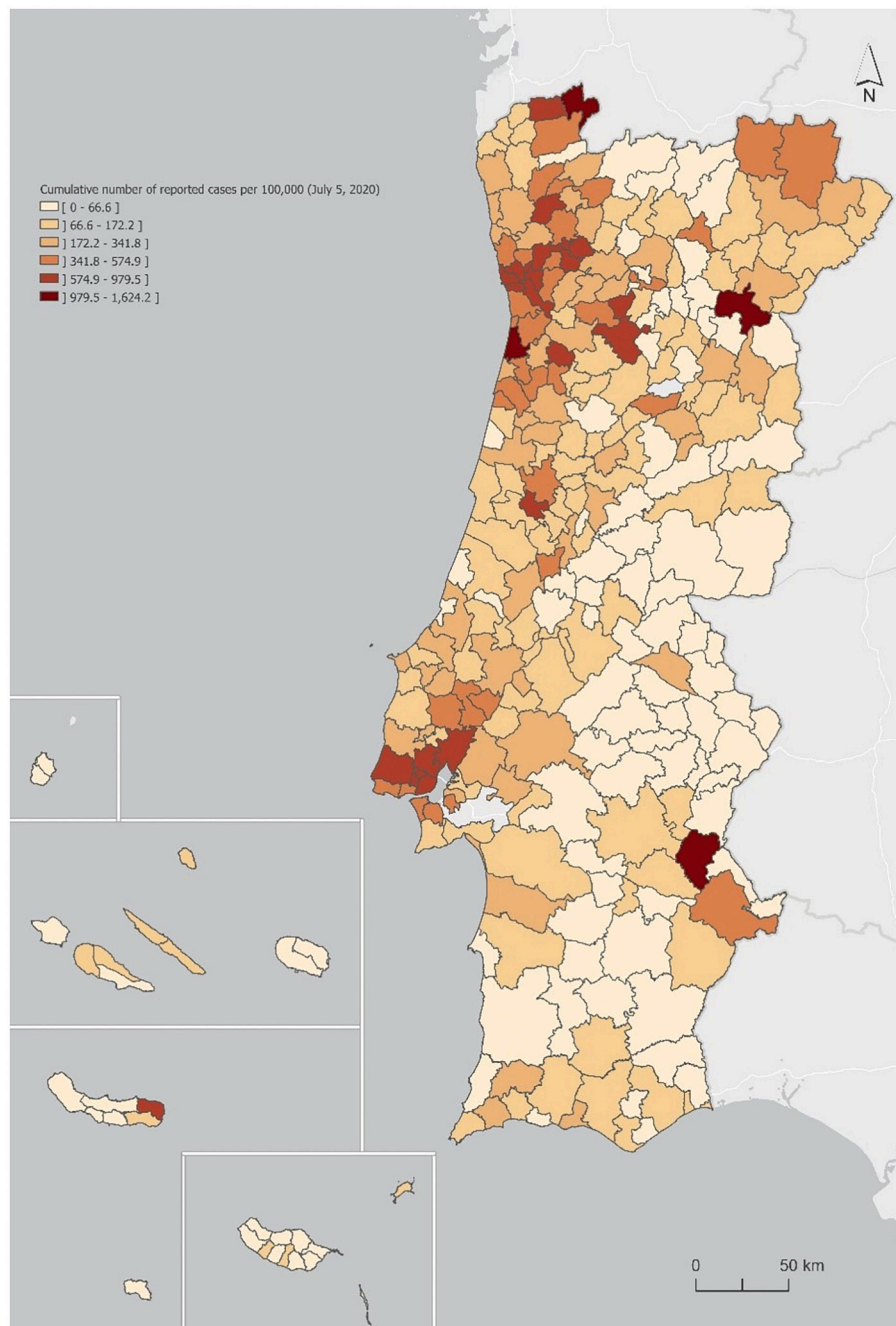 N
Cumulative number of reported cases per 100,000 (July 5, 2020)
[ 0 - 66.6 ]
] 66.6 - 172.2 ]
] 172.2 - 341.8 ]
] 341.8 - 574.9 ]
] 574.9 - 979.5 ]
] 979.5 - 1,624.2 ]
0 50 km